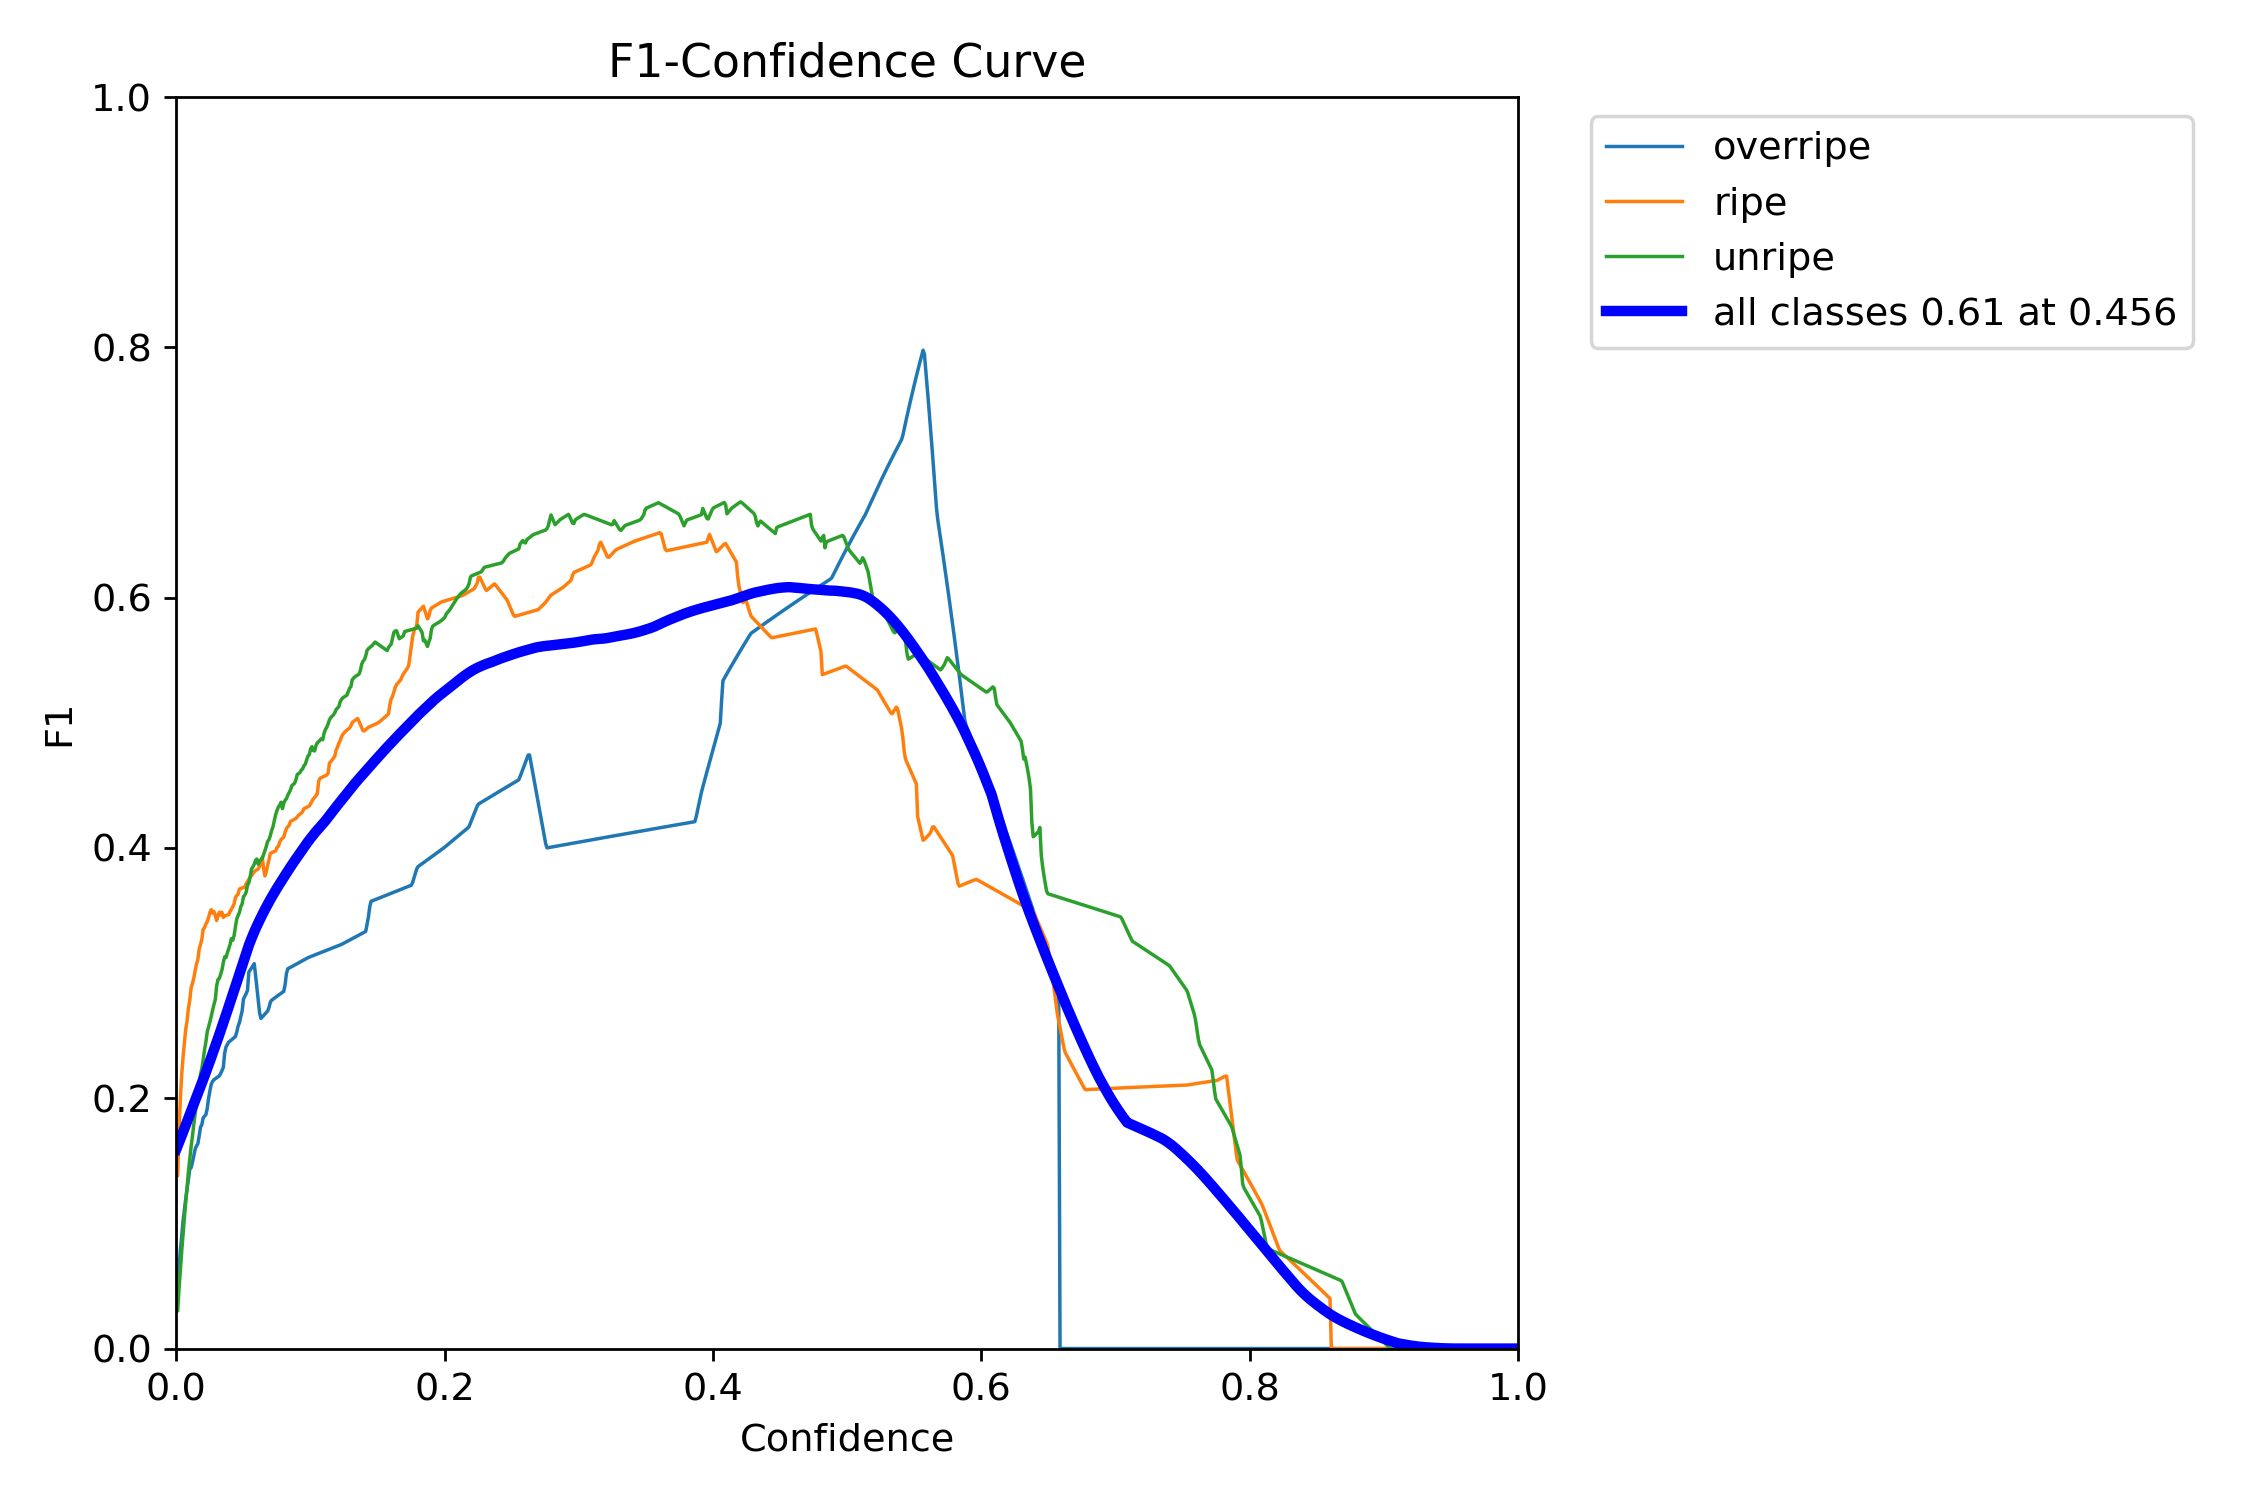 F1-Confidence Curve
1.0
0.8
0.6
0.4
0.2
0.0
F1
0.0 0.2 0.4 0.6 0.8 1.0
Confidence
overripe
ripe
unripe
all classes 0.61 at 0.456